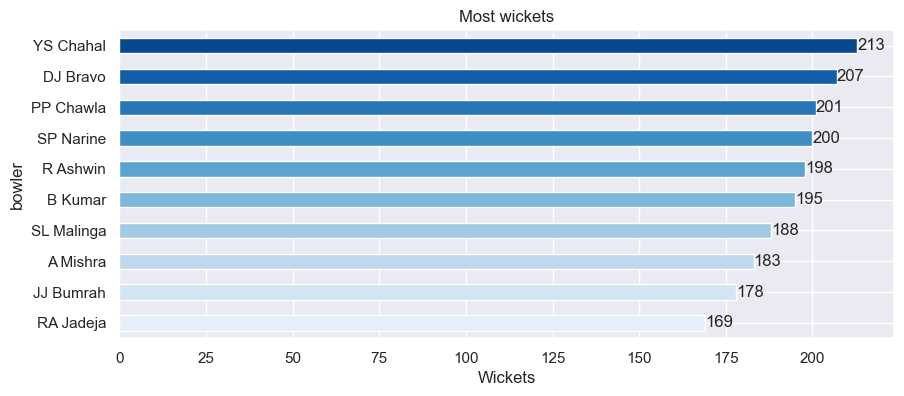 Most wickets
YS Chahal 213
DJ Bravo 207
PP Chawla 201
SP Narine 200
R Ashwin 198
B Kumar 195
SL Malinga 188
A Mishra 183
JJ Bumrah 178
RA Jadeja 169
bowler
0 25 50 75 100 125 150 175 200
Wickets